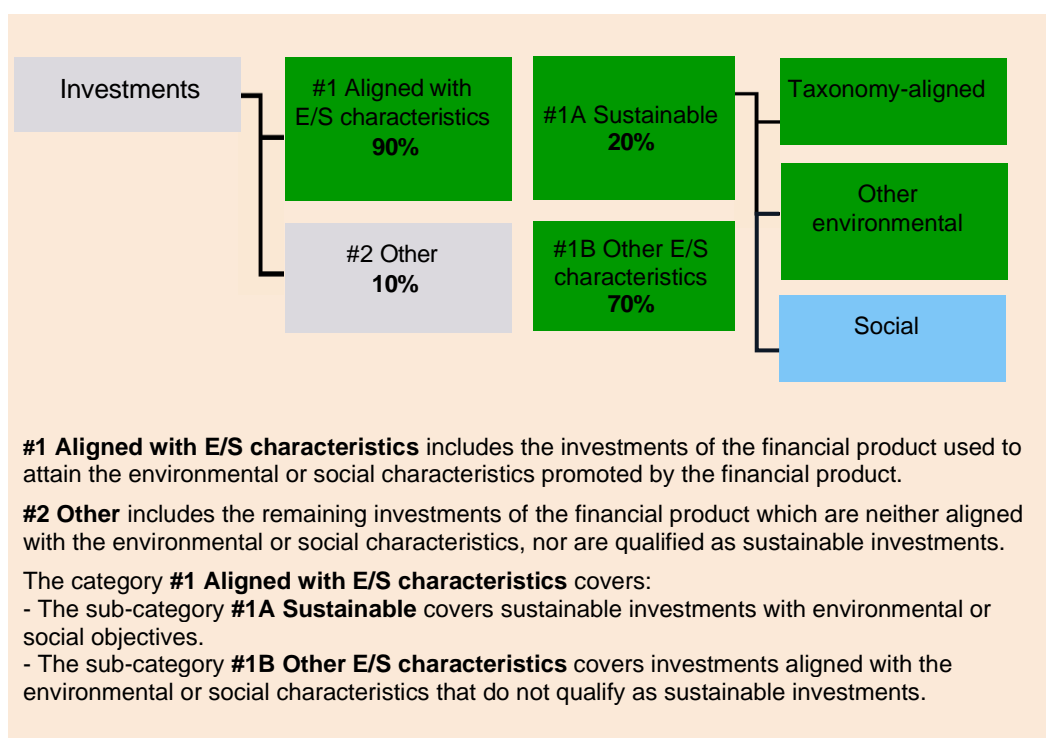 Investments
#1 Aligned with
E/S characteristics
90%
#2 Other
10%
#1A Sustainable
20%
#1B Other E/S
characteristics
70%
Taxonomy-aligned
Other
environmental
Social
#1 Aligned with E/S characteristics includes the investments of the financial product used to
attain the environmental or social characteristics promoted by the financial product.
#2 Other includes the remaining investments of the financial product which are neither aligned
with the environmental or social characteristics, nor are qualified as sustainable investments.
The category #1 Aligned with E/S characteristics covers:
- The sub-category #1A Sustainable covers sustainable investments with environmental or
social objectives.
- The sub-category #1B Other E/S characteristics covers investments aligned with the
environmental or social characteristics that do not qualify as sustainable investments.